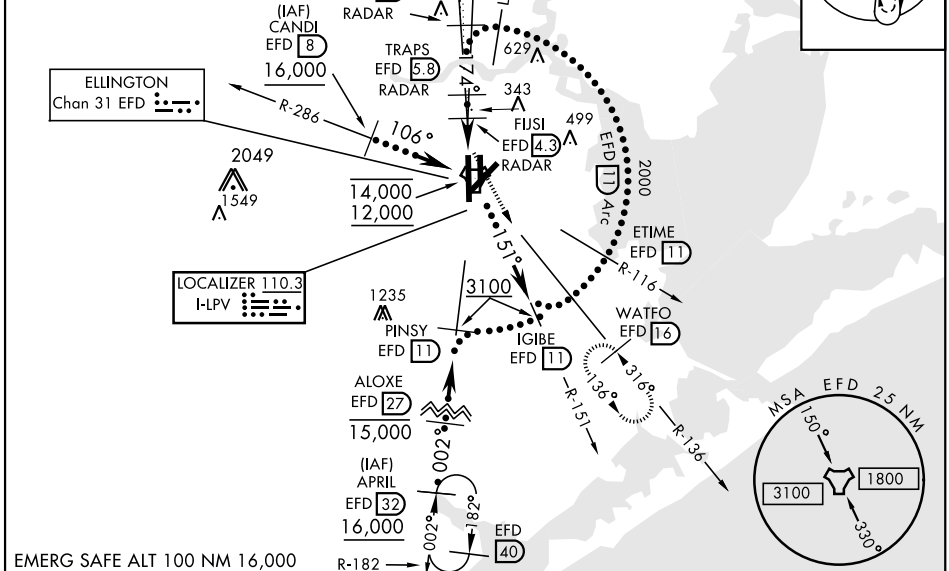 RADAR
(IAF)
CANDI
EFD 8
16,000
TRAPS
EFD 5.8
RADAR
629
174°
343
ELLINGTON
Chan 31 EFD
R-286
106°
FIJSI
EFD 4.3
RADAR
499
EFD 11 Arc
2000
2049
1549
14,000
12,000
151°
ETIME
EFD 11
R-116
LOCALIZER 110.3
I-LPV
1235
3100
PINSY
EFD 11
IGIBE
EFD 11
WATFO
EFD 16
316°
136°
R-151
R-136
ALOXE
EFD 27
15,000
002°
(IAF)
APRIL
EFD 32
16,000
002°
182°
EFD
40
R-182
MSA EFD 25 NM
150°
3100
1800
330°
EMERG SAFE ALT 100 NM 16,000